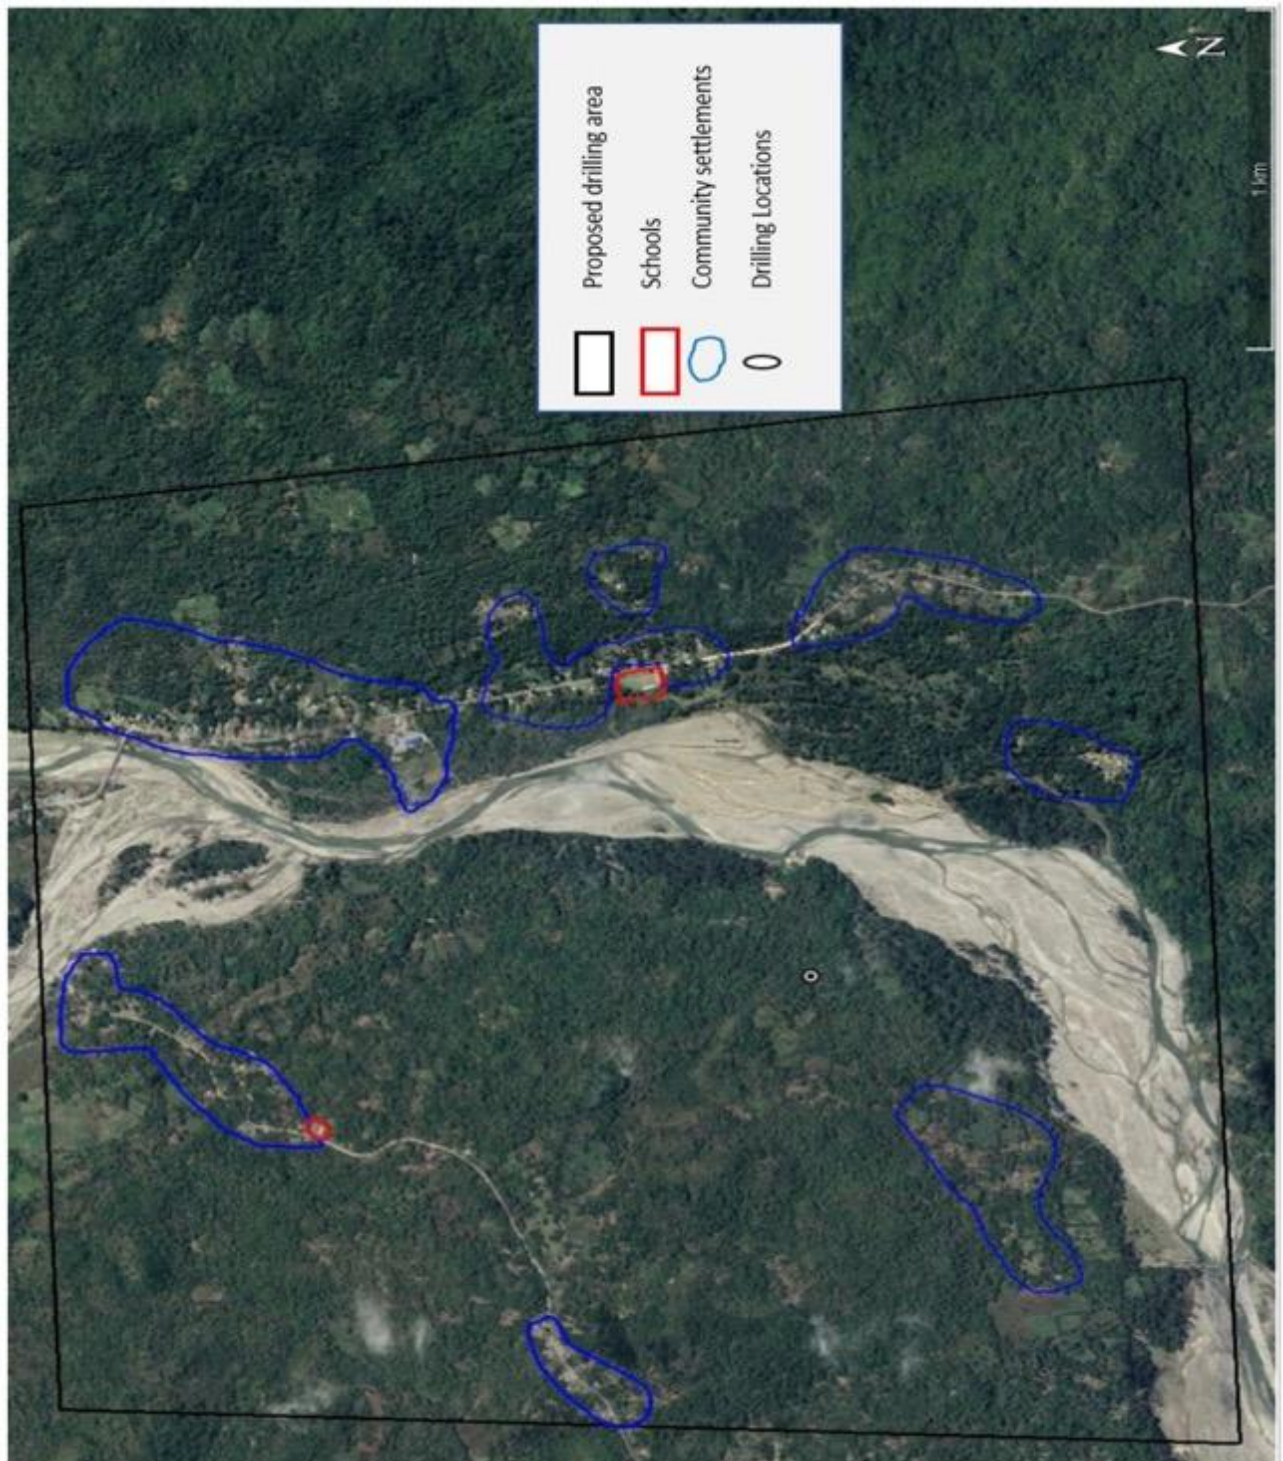 Proposed drilling area
Schools
Community settlements
Drilling Locations
N
1 km